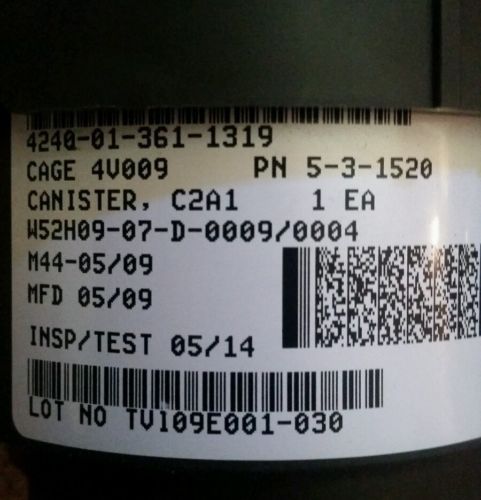 4240-01-361-1319
CAGE 4V009 PN 5-3-1520
CANISTER, C2A1 1 EA
W52H09-07-D-0009/0004
M44-05/09
MFD 05/09
INSP/TEST 05/14
LOT NO TV109E001-030